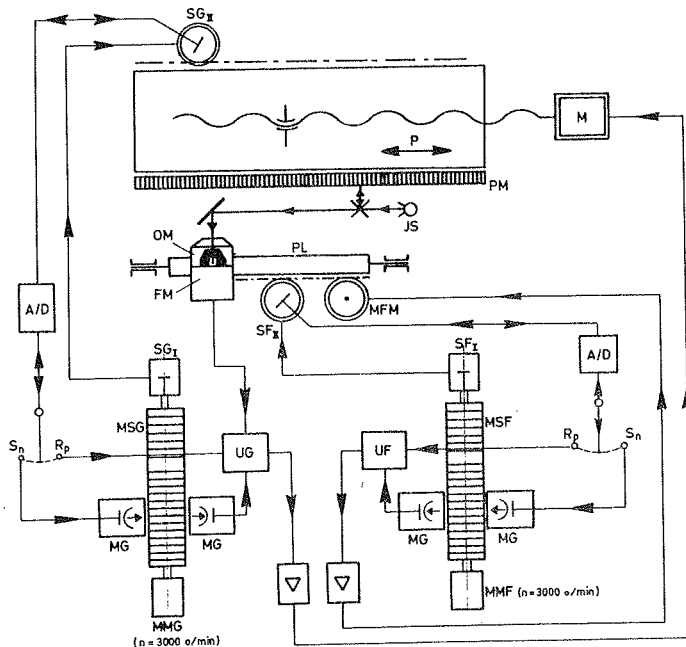 SG_II
M
P
PM
JS
OM
PL
FM
MFM
SF_II
A/D
A/D
SG_I
SF_I
MSG
MSF
S_n
R_p
UG
UF
R_p
S_n
MG
MG
MG
MG
MMG
(n = 3000 o/min)
MMF (n = 3000 o/min)